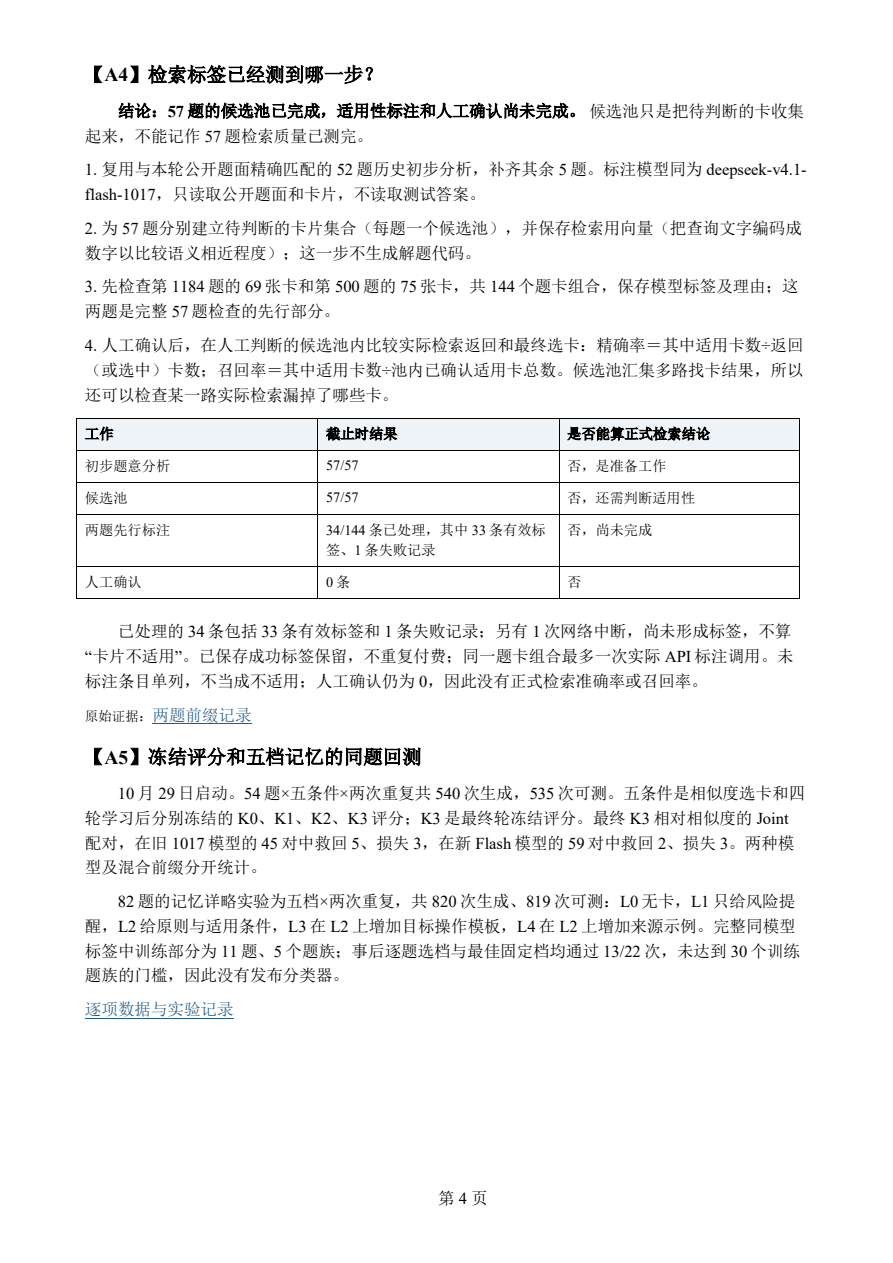 【A4】检索标签已经测到哪一步？
结论：57 题的候选池已完成，适用性标注和人工确认尚未完成。 候选池只是把待判断的卡收集
起来，不能记作 57 题检索质量已测完。
1. 复用与本轮公开题面精确匹配的 52 题历史初步分析，补齐其余 5 题。标注模型同为 deepseek-v4.1-
flash-1017，只读取公开题面和卡片，不读取测试答案。
2. 为 57 题分别建立待判断的卡片集合（每题一个候选池），并保存检索用向量（把查询文字编码成
数字以比较语义相近程度）；这一步不生成解题代码。
3. 先检查第 1184 题的 69 张卡和第 500 题的 75 张卡，共 144 个题卡组合，保存模型标签及理由；这
两题是完整 57 题检查的先行部分。
4. 人工确认后，在人工判断的候选池内比较实际检索返回和最终选卡：精确率＝其中适用卡数÷返回
（或选中）卡数；召回率＝其中适用卡数÷池内已确认适用卡总数。候选池汇集多路找卡结果，所以
还可以检查某一路实际检索漏掉了哪些卡。
工作 截止时结果 是否能算正式检索结论
初步题意分析 57/57 否，是准备工作
候选池 57/57 否，还需判断适用性
两题先行标注 34/144 条已处理，其中 33 条有效标 否，尚未完成
签、1 条失败记录
人工确认 0 条 否
已处理的 34 条包括 33 条有效标签和 1 条失败记录；另有 1 次网络中断，尚未形成标签，不算
“卡片不适用”。已保存成功标签保留，不重复付费；同一题卡组合最多一次实际 API 标注调用。未
标注条目单列，不当成不适用；人工确认仍为 0，因此没有正式检索准确率或召回率。
原始证据：两题前缀记录
【A5】冻结评分和五档记忆的同题回测
10 月 29 日启动。54 题×五条件×两次重复共 540 次生成，535 次可测。五条件是相似度选卡和四
轮学习后分别冻结的 K0、K1、K2、K3 评分；K3 是最终轮冻结评分。最终 K3 相对相似度的 Joint
配对，在旧 1017 模型的 45 对中救回 5、损失 3，在新 Flash 模型的 59 对中救回 2、损失 3。两种模
型及混合前缀分开统计。
82 题的记忆详略实验为五档×两次重复，共 820 次生成、819 次可测：L0 无卡，L1 只给风险提
醒，L2 给原则与适用条件，L3 在 L2 上增加目标操作模板，L4 在 L2 上增加来源示例。完整同模型
标签中训练部分为 11 题、5 个题族；事后逐题选档与最佳固定档均通过 13/22 次，未达到 30 个训练
题族的门槛，因此没有发布分类器。
逐项数据与实验记录
第 4 页